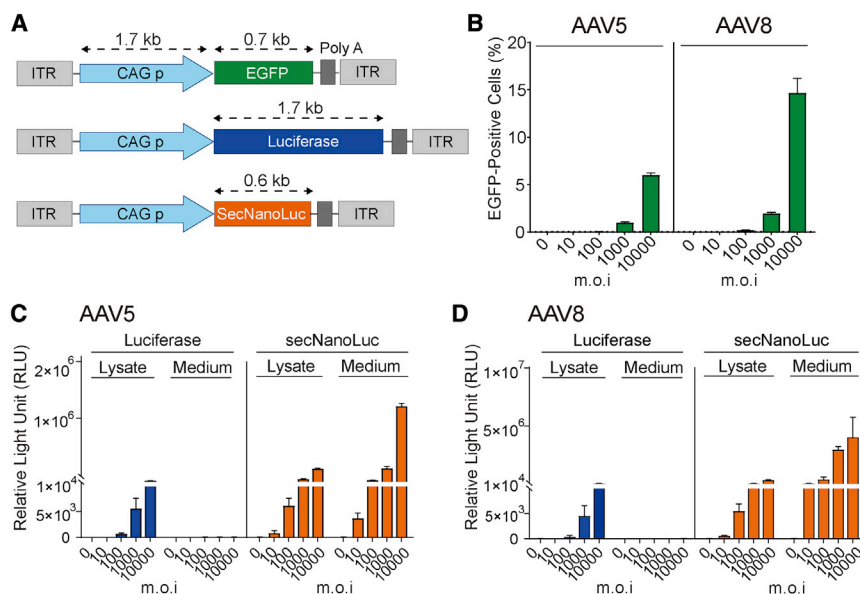 A
1.7 kb 0.7 kb Poly A
ITR CAG p EGFP ITR
1.7 kb
ITR CAG p Luciferase ITR
0.6 kb
ITR CAG p SecNanoLuc ITR
B
AAV5 AAV8
EGFP-Positive Cells (%)
20
15
10
5
0
0 10 100 1000 10000 0 10 100 1000 10000
m.o.i m.o.i
C AAV5
Luciferase secNanoLuc
Lysate Medium Lysate Medium
Relative Light Unit (RLU)
2×10⁶
1×10⁶
1×10⁴
5×10³
0
0 10 100 1000 10000 0 10 100 1000 10000 0 10 100 1000 10000 0 10 100 1000 10000
m.o.i m.o.i
D AAV8
Luciferase secNanoLuc
Lysate Medium Lysate Medium
Relative Light Unit (RLU)
1×10⁷
5×10⁶
1×10⁴
5×10³
0
0 10 100 1000 10000 0 10 100 1000 10000 0 10 100 1000 10000 0 10 100 1000 10000
m.o.i m.o.i